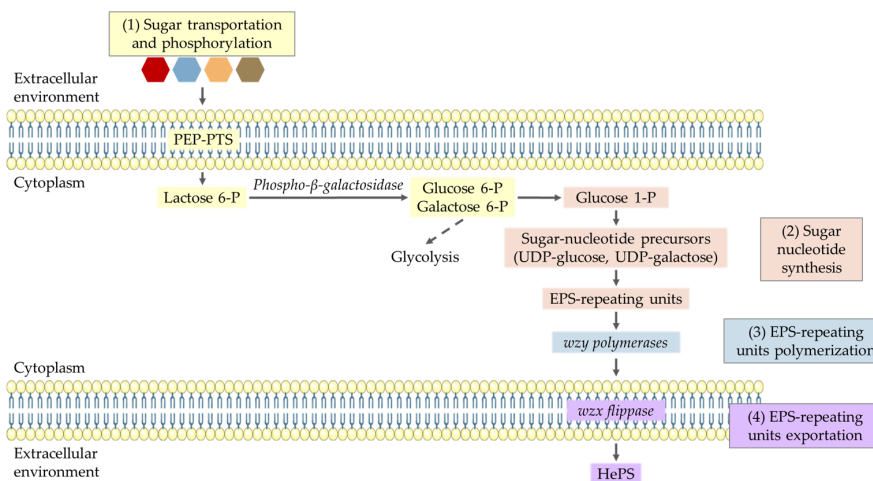 (1) Sugar transportation
and phosphorylation
Extracellular
environment
PEP-PTS
Cytoplasm
Lactose 6-P
Phospho-β-galactosidase
Glucose 6-P
Galactose 6-P
Glucose 1-P
Glycolysis
Sugar-nucleotide precursors
(UDP-glucose, UDP-galactose)
(2) Sugar
nucleotide
synthesis
EPS-repeating units
wzy polymerases
(3) EPS-repeating
units polymerization
Cytoplasm
wzx flippase
(4) EPS-repeating
units exportation
Extracellular
environment
HePS